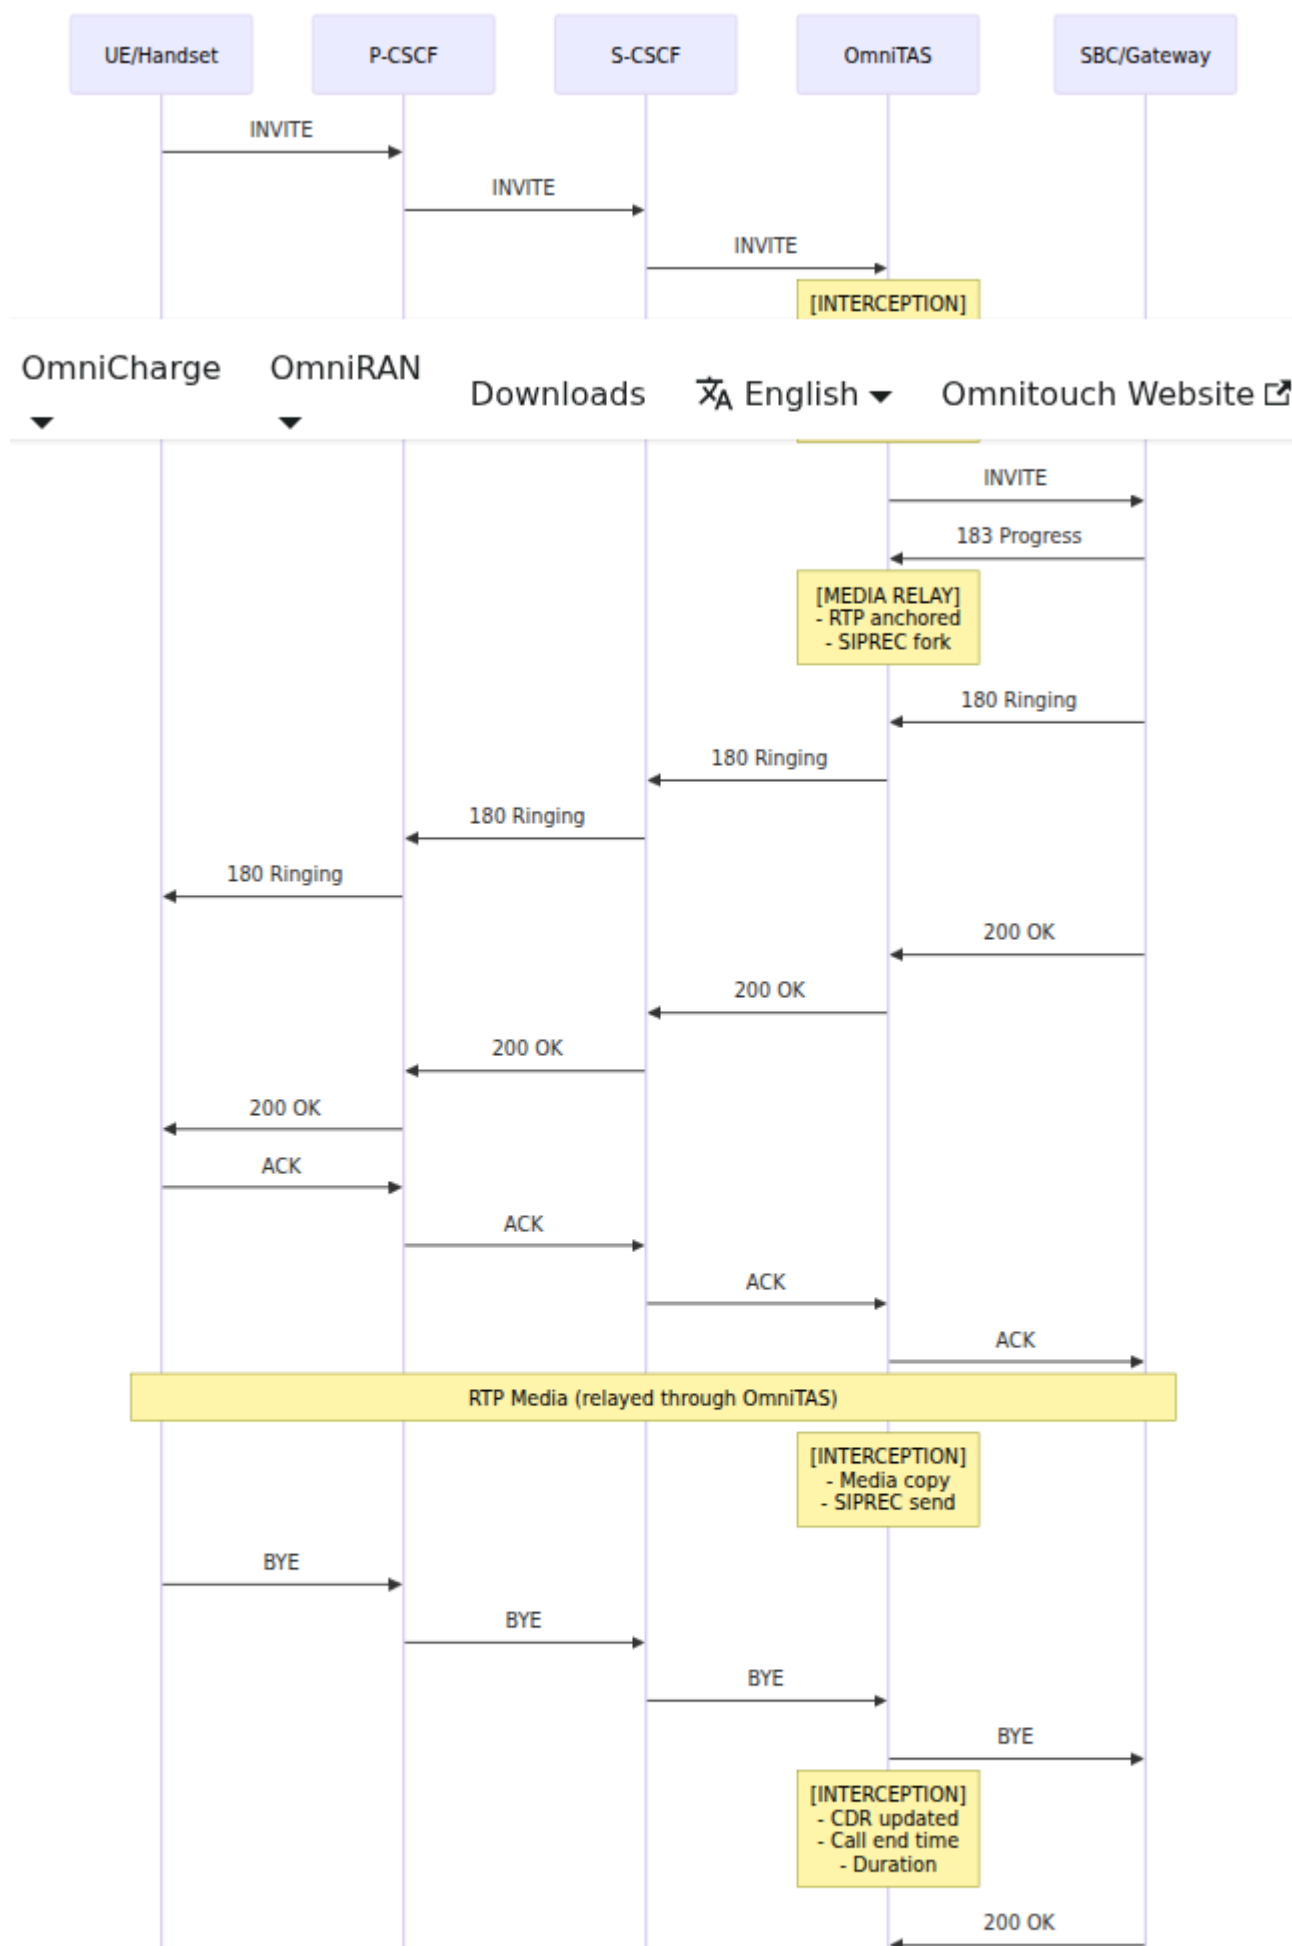 UE/Handset P-CSCF S-CSCF OmniTAS SBC/Gateway
INVITE
INVITE
INVITE
[INTERCEPTION]
OmniCharge OmniRAN Downloads English Omnitouch Website
INVITE
183 Progress
[MEDIA RELAY]
- RTP anchored
- SIPREC fork
180 Ringing
180 Ringing
180 Ringing
180 Ringing
200 OK
200 OK
200 OK
200 OK
ACK
ACK
ACK
ACK
RTP Media (relayed through OmniTAS)
[INTERCEPTION]
- Media copy
- SIPREC send
BYE
BYE
BYE
BYE
[INTERCEPTION]
- CDR updated
- Call end time
- Duration
200 OK